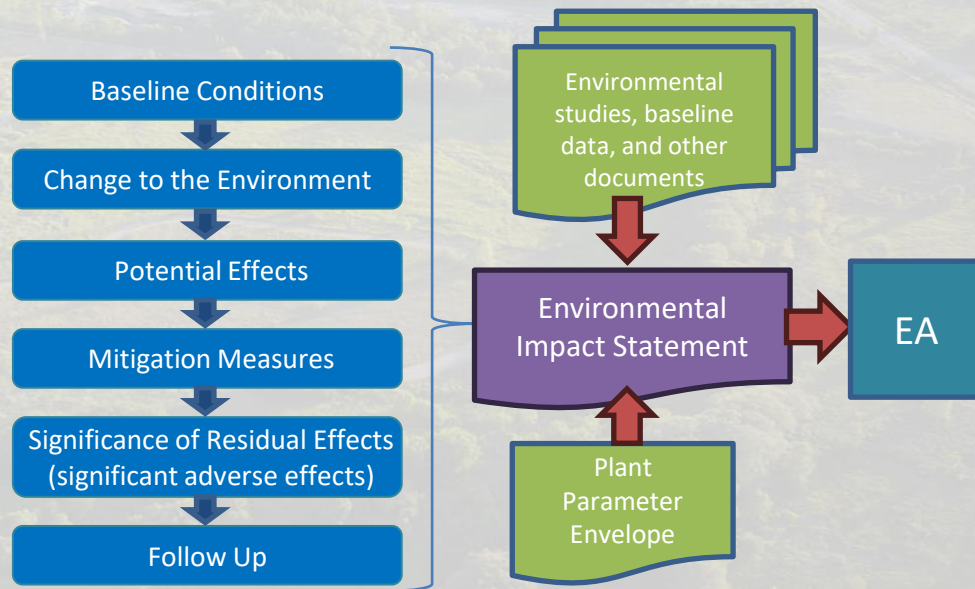 Baseline Conditions
Change to the Environment
Potential Effects
Mitigation Measures
Significance of Residual Effects
(significant adverse effects)
Follow Up
Environmental
studies, baseline
data, and other
documents
Environmental
Impact Statement
Plant
Parameter
Envelope
EA